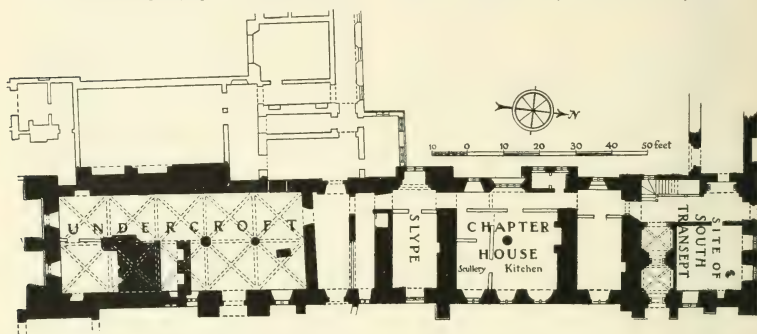 N
10 0 10 20 30 40 50 feet
UNDERCROFT
SLYPE
CHAPTER
HOUSE
Scullery Kitchen
SITE OF
SOUTH
TRANSEPT